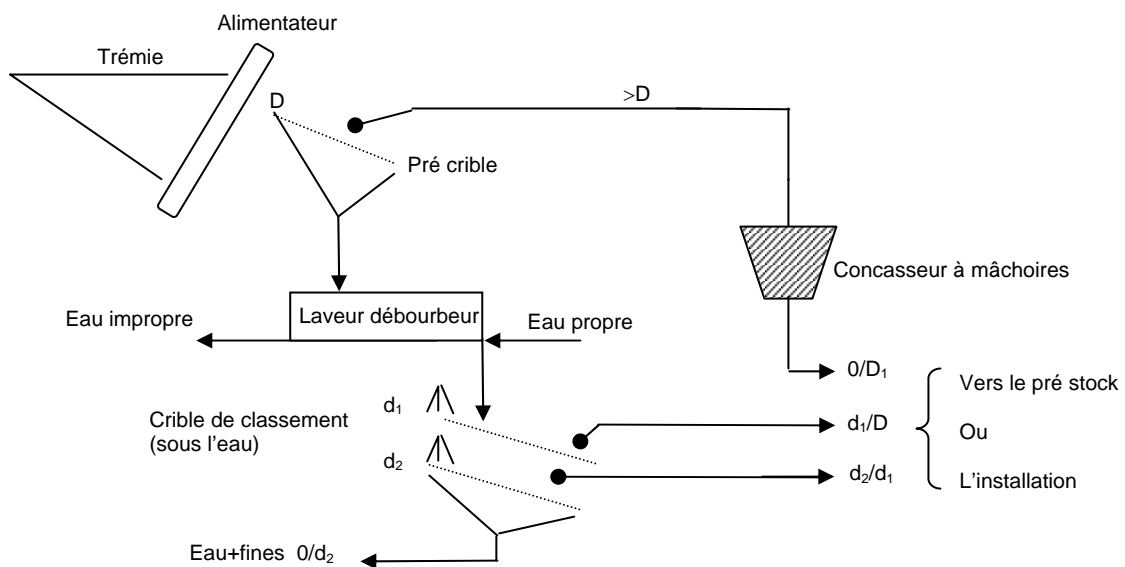 Alimentateur
Trémie
D
>D
Pré crible
Concasseur à mâchoires
Laveur débourbeur
Eau impropre
Eau propre
0/D₁
Vers le pré stock
d₁
Crible de classement
(sous l'eau)
d₁/D
Ou
d₂
d₂/d₁
L'installation
Eau+fines 0/d₂